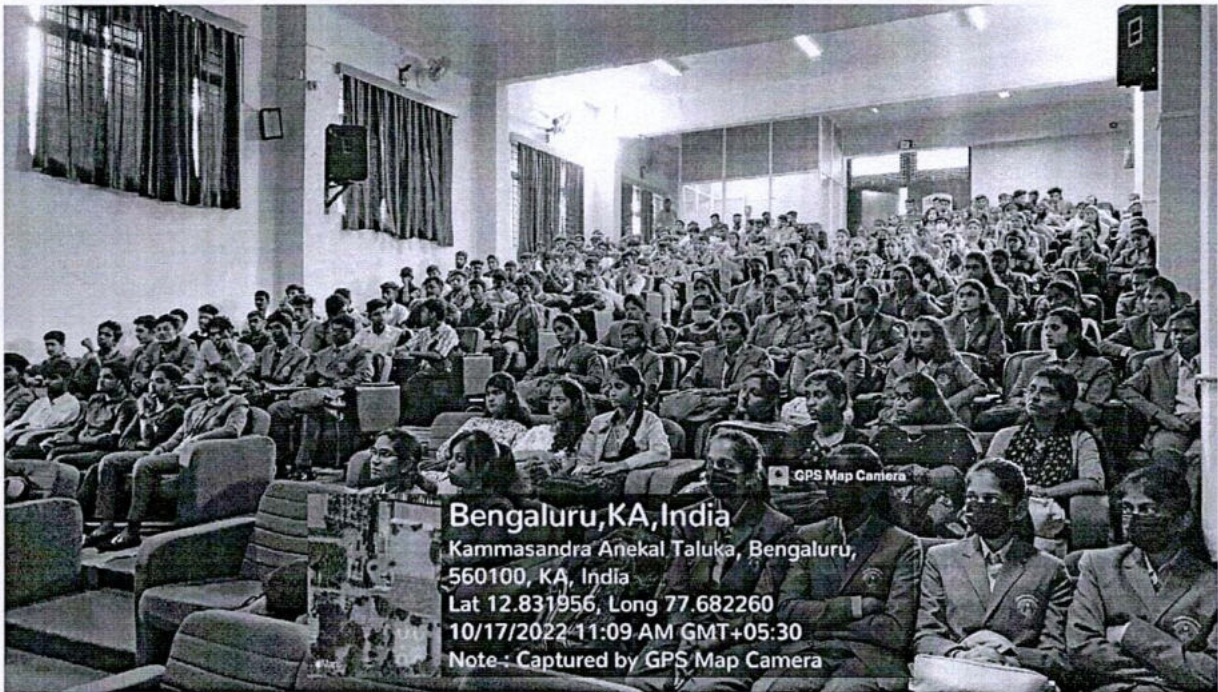 GPS Map Camera
Bengaluru,KA,India
Kammasandra Anekal Taluka, Bengaluru,
560100, KA, India
Lat 12.831956, Long 77.682260
10/17/2022 11:09 AM GMT+05:30
Note : Captured by GPS Map Camera